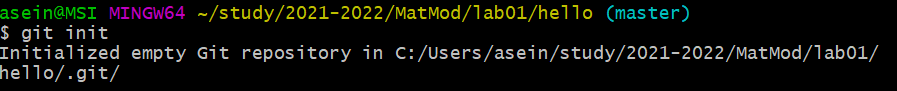 asein@MSI MINGW64 ~/study/2021-2022/MatMod/lab01/hello (master)
$ git init
Initialized empty Git repository in C:/Users/asein/study/2021-2022/MatMod/lab01/
hello/.git/